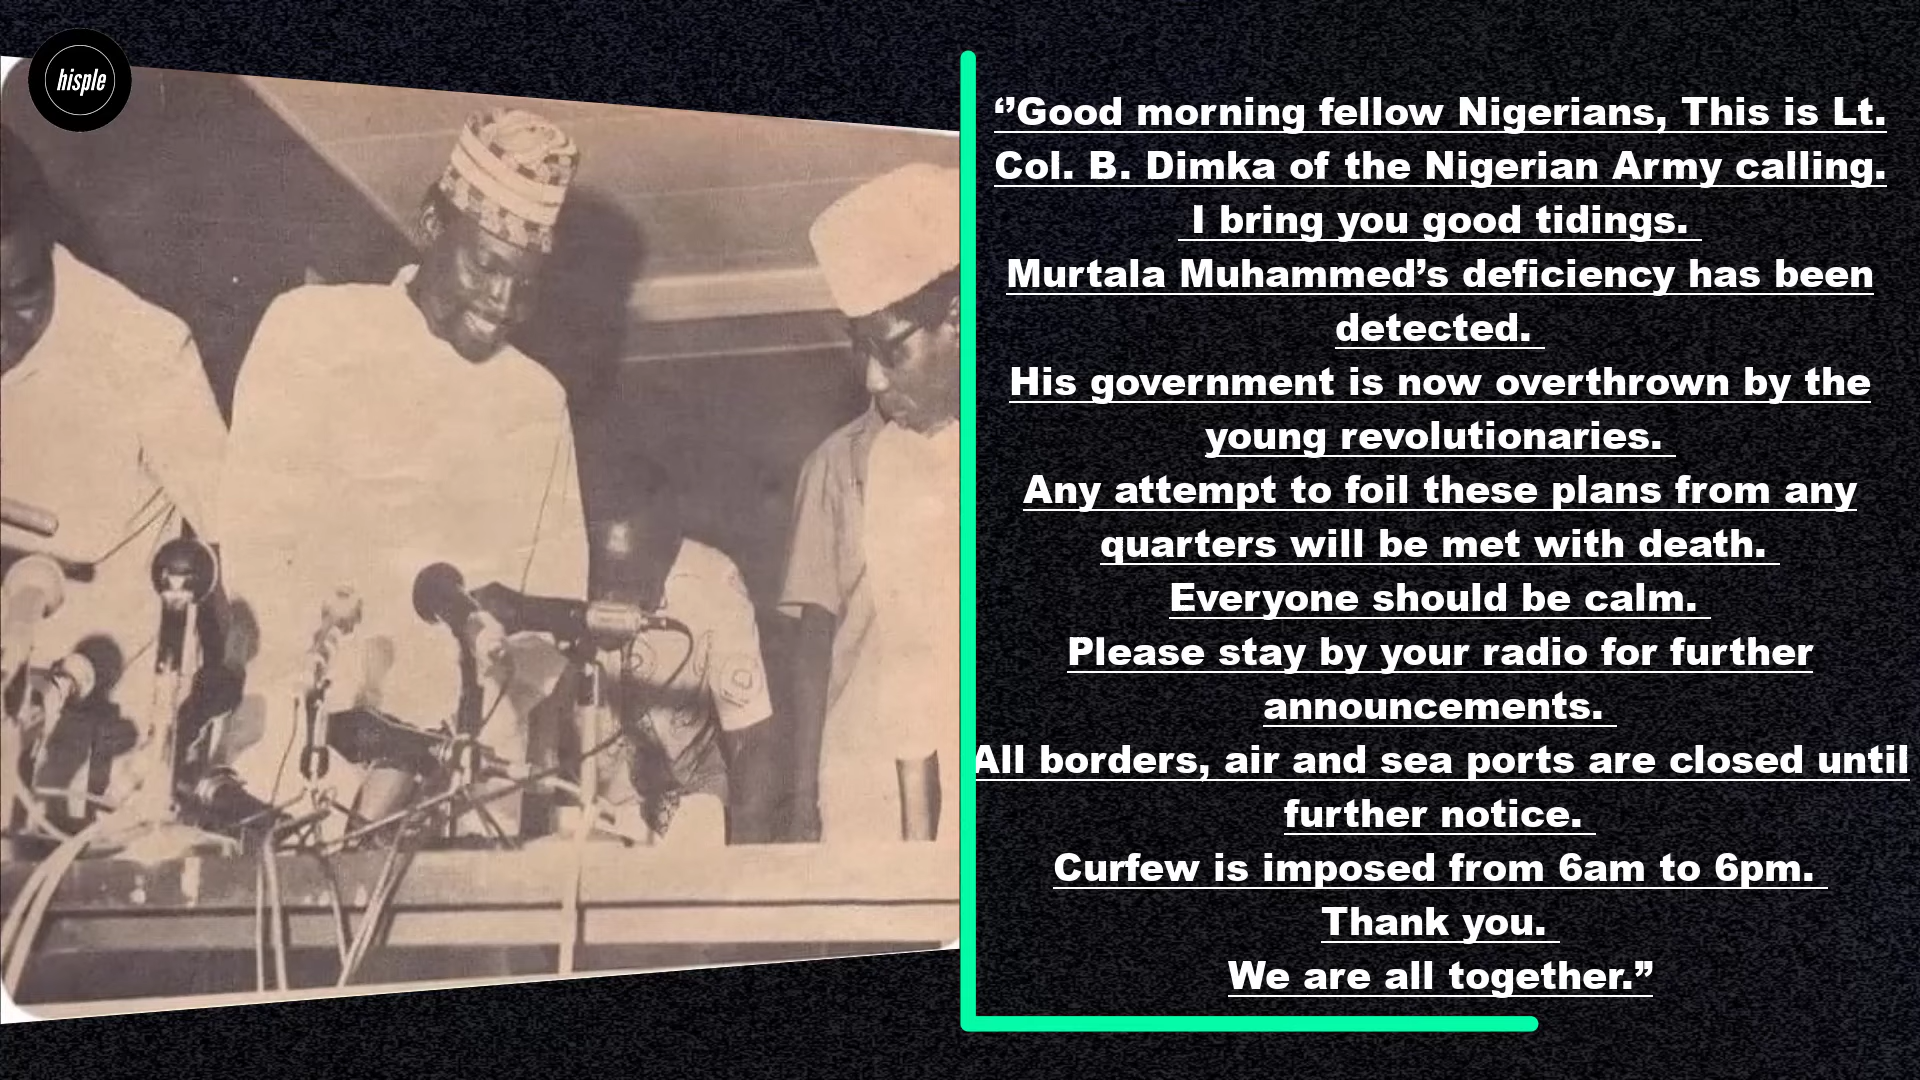 hisple
‘’Good morning fellow Nigerians, This is Lt.
Col. B. Dimka of the Nigerian Army calling.
I bring you good tidings.
Murtala Muhammed’s deficiency has been
detected.
His government is now overthrown by the
young revolutionaries.
Any attempt to foil these plans from any
quarters will be met with death.
Everyone should be calm.
Please stay by your radio for further
announcements.
All borders, air and sea ports are closed until
further notice.
Curfew is imposed from 6am to 6pm.
Thank you.
We are all together.”